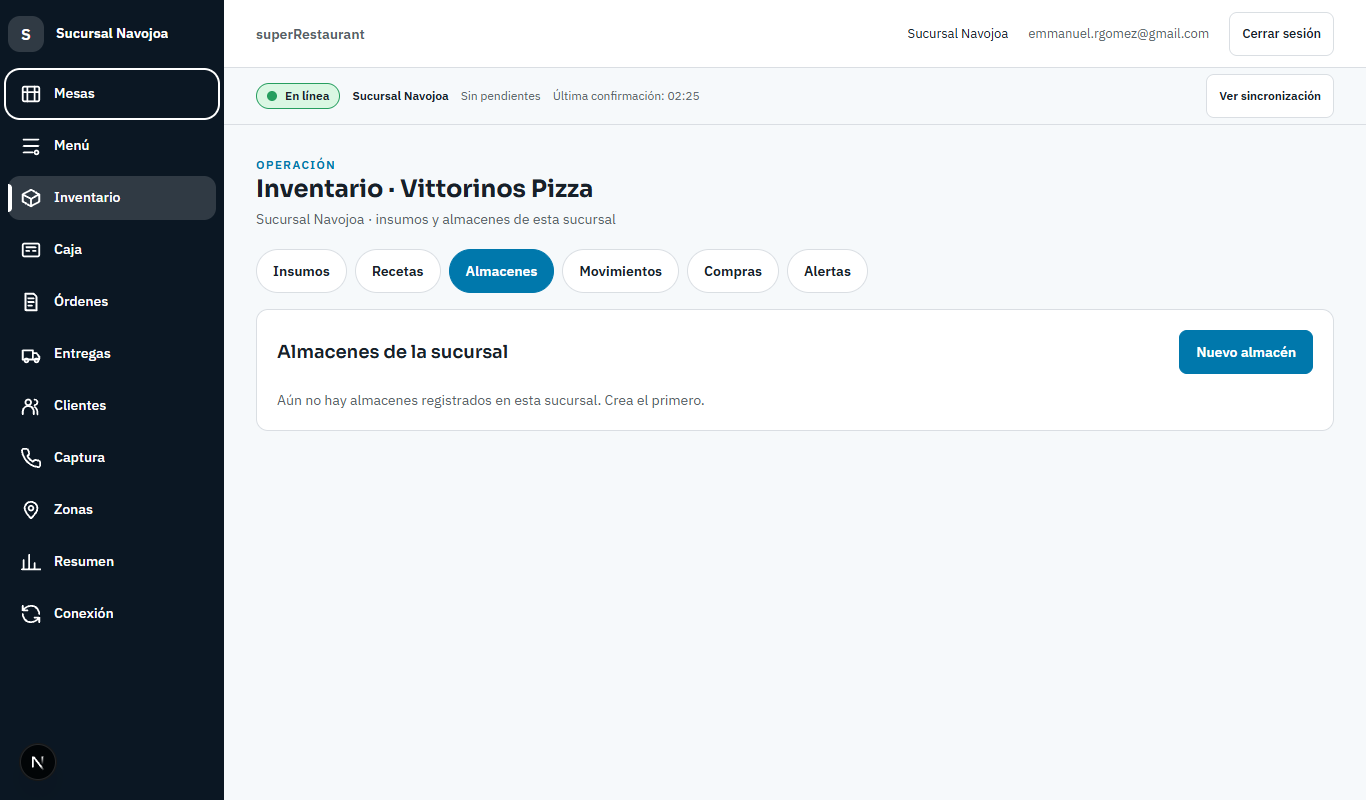 S Sucursal Navojoa
Mesas
Menú
Inventario
Caja
Órdenes
Entregas
Clientes
Captura
Zonas
Resumen
Conexión
N
superRestaurant Sucursal Navojoa emmanuel.rgomez@gmail.com Cerrar sesión
En línea Sucursal Navojoa Sin pendientes Última confirmación: 02:25 Ver sincronización
OPERACIÓN
Inventario · Vittorinos Pizza
Sucursal Navojoa · insumos y almacenes de esta sucursal
Insumos Recetas Almacenes Movimientos Compras Alertas
Almacenes de la sucursal Nuevo almacén
Aún no hay almacenes registrados en esta sucursal. Crea el primero.